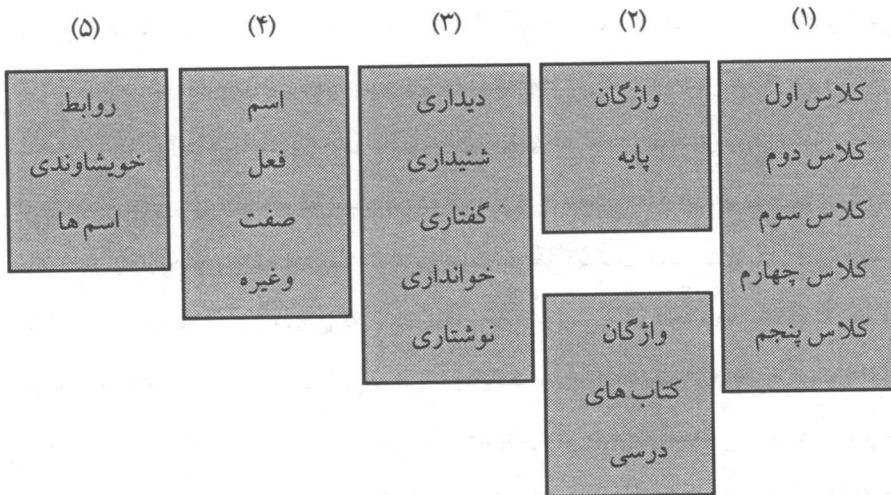 (۱)
کلاس اول
کلاس دوم
کلاس سوم
کلاس چهارم
کلاس پنجم
(۲)
واژگان
پایه
واژگان
کتاب های
درسی
(۳)
دیداری
شنیداری
گفتاری
خوانداری
نوشتاری
(۴)
اسم
فعل
صفت
وغیره
(۵)
روابط
خویشاوندی
اسم ها